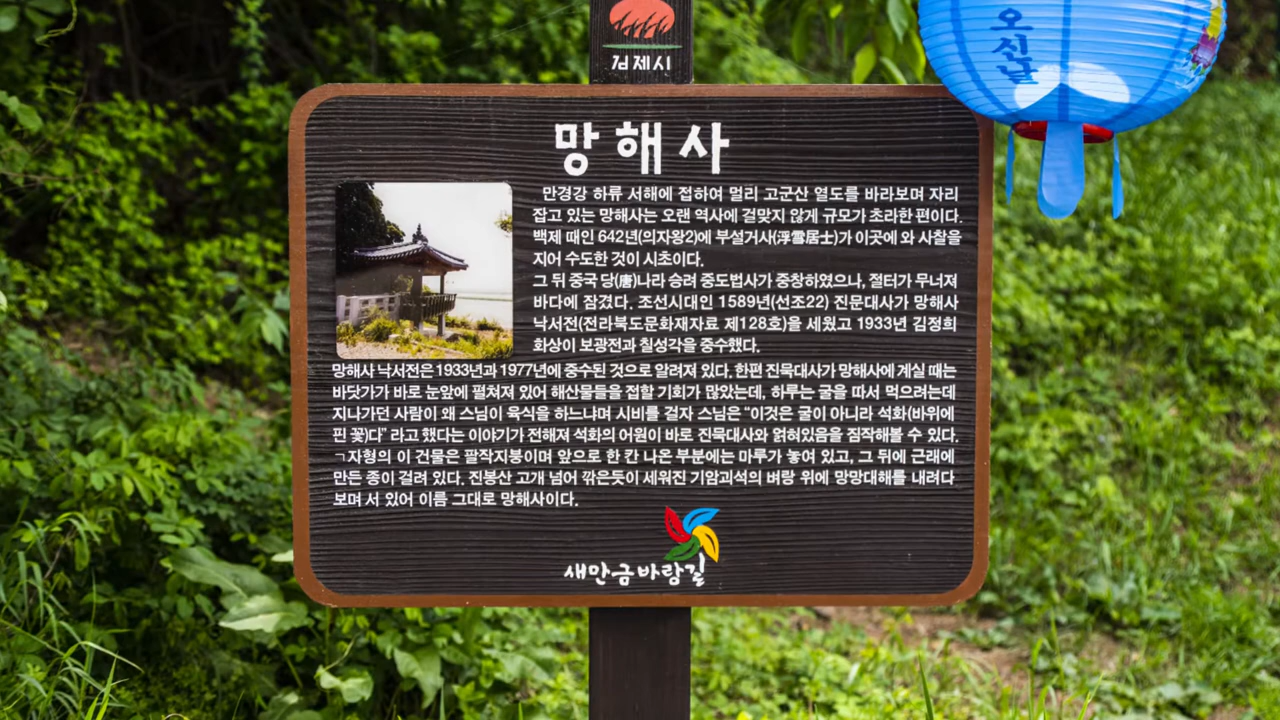 김제시
오신날
망해사
만경강 하류 서해에 접하여 멀리 고군산 열도를 바라보며 자리
잡고 있는 망해사는 오랜 역사에 걸맞지 않게 규모가 초라한 편이다.
백제 때인 642년(의자왕2)에 부설거사(浮雪居士)가 이곳에 와 사찰을
지어 수도한 것이 시초이다.
그 뒤 중국 당(唐)나라 승려 중도법사가 중창하였으나, 절터가 무너져
바다에 잠겼다. 조선시대인 1589년(선조22) 진문대사가 망해사
낙서전(전라북도문화재자료 제128호)을 세웠고 1933년 김정희
화상이 보광전과 칠성각을 중수했다.
망해사 낙서전은 1933년과 1977년에 중수된 것으로 알려져 있다. 한편 진묵대사가 망해사에 계실 때는
바닷가가 바로 눈앞에 펼쳐져 있어 해산물들을 접할 기회가 많았는데, 하루는 굴을 따서 먹으려는데
지나가던 사람이 왜 스님이 육식을 하느냐며 시비를 걸자 스님은 "이것은 굴이 아니라 석화(바위에
핀 꽃)다" 라고 했다는 이야기가 전해져 석화의 어원이 바로 진묵대사와 얽혀있음을 짐작해볼 수 있다.
ㄱ자형의 이 건물은 팔작지붕이며 앞으로 한 칸 나온 부분에는 마루가 놓여 있고, 그 뒤에 근래에
만든 종이 걸려 있다. 진봉산 고개 넘어 깎은듯이 세워진 기암괴석의 벼랑 위에 망망대해를 내려다
보며 서 있어 이름 그대로 망해사이다.
새만금바람길